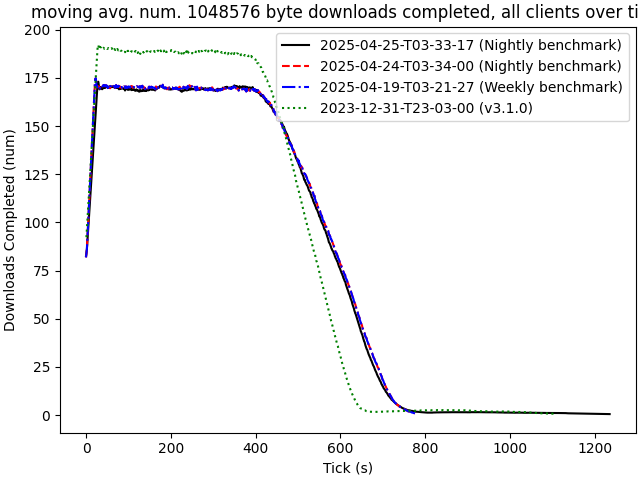 moving avg. num. 1048576 byte downloads completed, all clients over ti
2025-04-25-T03-33-17 (Nightly benchmark)
2025-04-24-T03-34-00 (Nightly benchmark)
2025-04-19-T03-21-27 (Weekly benchmark)
2023-12-31-T23-03-00 (v3.1.0)
Downloads Completed (num)
200
175
150
125
100
75
50
25
0
0 200 400 600 800 1000 1200
Tick (s)